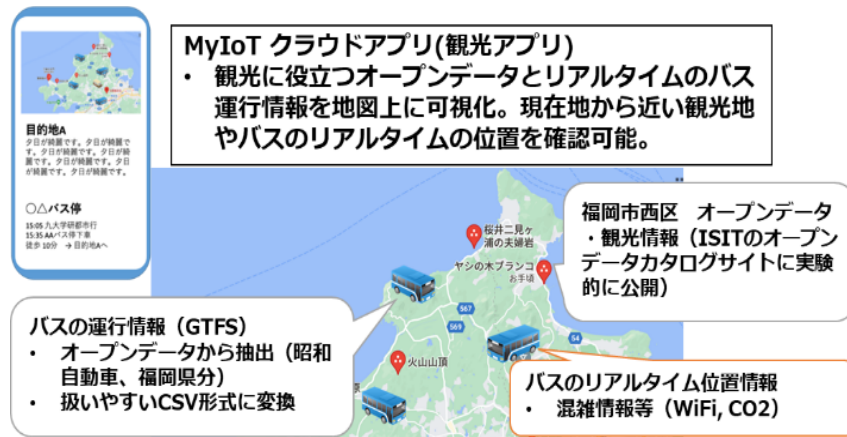 MyIoT クラウドアプリ(観光アプリ)
• 観光に役立つオープンデータとリアルタイムのバス
運行情報を地図上に可視化。現在地から近い観光地
やバスのリアルタイムの位置を確認可能。
目的地A
夕日が綺麗です。夕日が綺麗で
す。夕日が綺麗です。夕日が綺
麗です。夕日が綺麗です。夕日
が綺麗です。夕日が綺麗です。
○△バス停
15:05 九大学研都市行
15:35 AAバス停下車
徒歩 10分 → 目的地Aへ
福岡市西区 オープンデータ
・観光情報（ISITのオープン
データカタログサイトに実験
的に公開）
桜井二見ヶ
浦の夫婦岩
ヤシの木ブランコ
お手頃
567
569
54
火山山頂
バスの運行情報（GTFS）
• オープンデータから抽出（昭和
自動車、福岡県分）
• 扱いやすいCSV形式に変換
バスのリアルタイム位置情報
• 混雑情報等（WiFi, CO2）